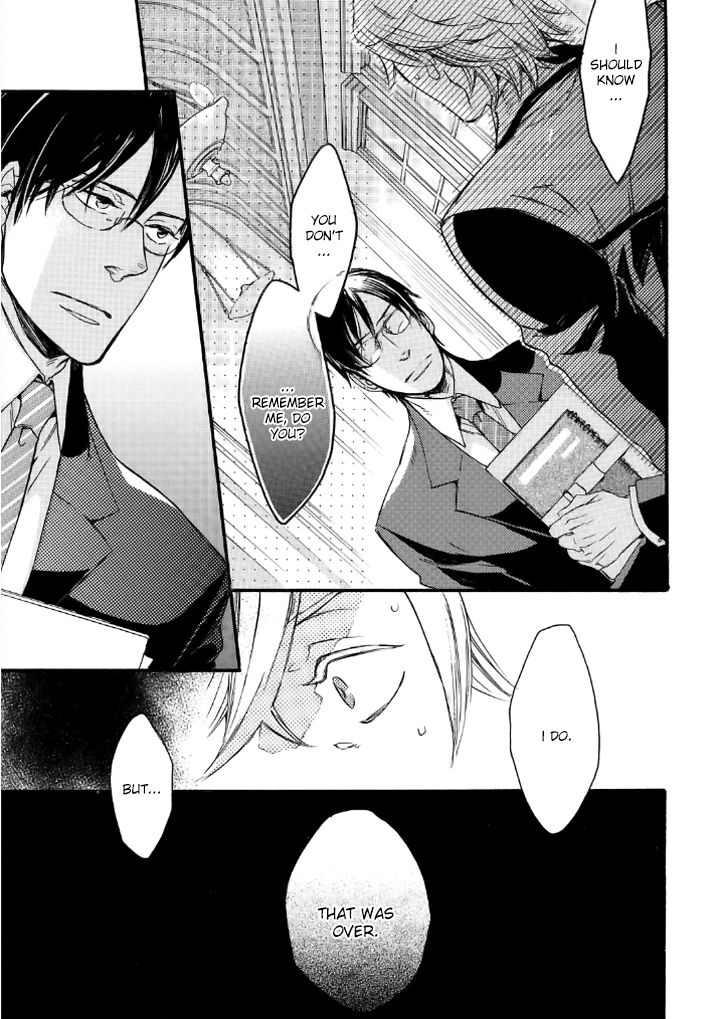 I
SHOULD
KNOW
...
YOU
DON'T
...
...
REMEMBER
ME, DO
YOU?
I DO.
BUT...
THAT WAS
OVER.